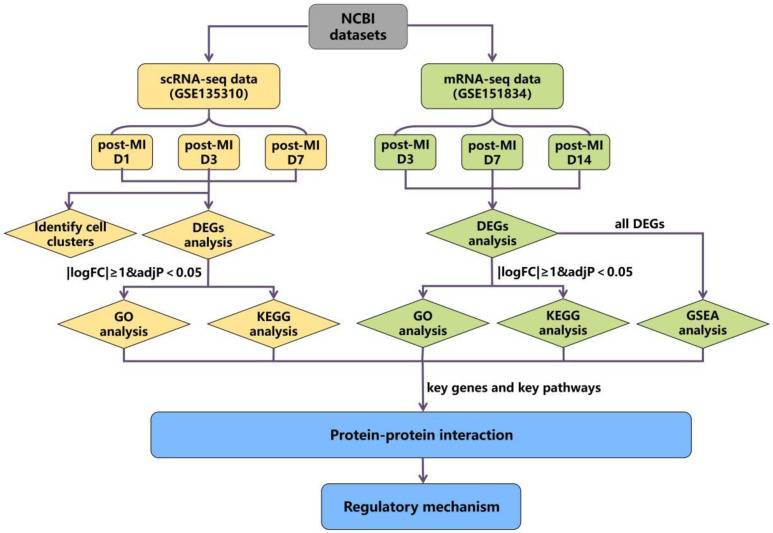 NCBI
datasets
scRNA-seq data
(GSE135310)
mRNA-seq data
(GSE151834)
post-MI
D1
post-MI
D3
post-MI
D7
post-MI
D3
post-MI
D7
post-MI
D14
Identify cell
clusters
DEGs
analysis
DEGs
analysis
all DEGs
|logFC|≥1&adjP<0.05
|logFC|≥1&adjP<0.05
GO
analysis
KEGG
analysis
GO
analysis
KEGG
analysis
GSEA
analysis
key genes and key pathways
Protein-protein interaction
Regulatory mechanism